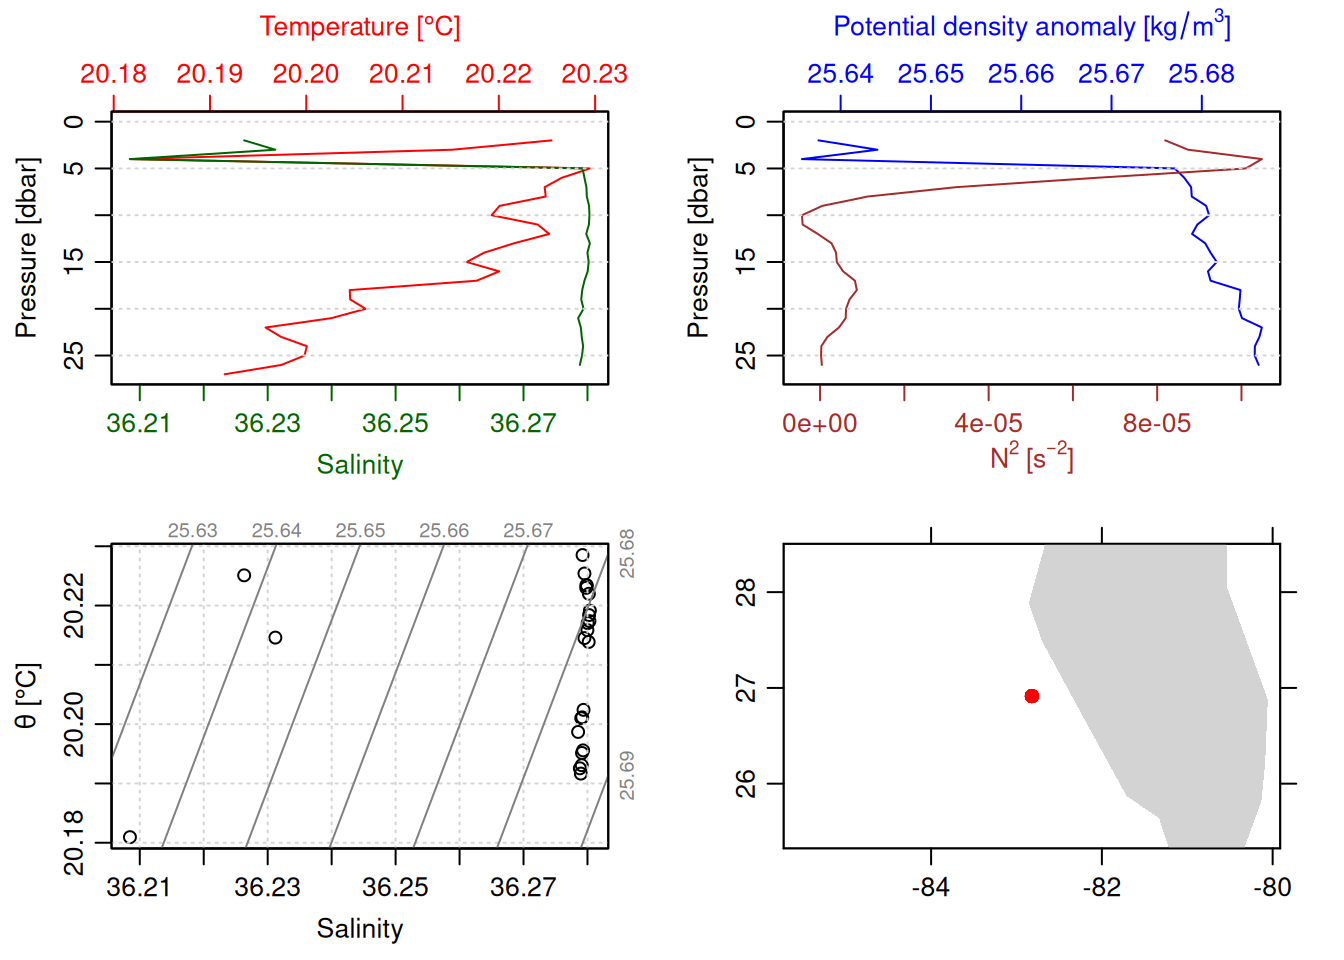 Temperature [°C]
20.18 20.19 20.20 20.21 20.22 20.23
Pressure [dbar]
0
5
15
25
36.21 36.23 36.25 36.27
Salinity
Potential density anomaly [kg/m³]
25.64 25.65 25.66 25.67 25.68
Pressure [dbar]
0
5
15
25
0e+00 4e-05 8e-05
N² [s⁻²]
25.63 25.64 25.65 25.66 25.67
25.68
25.69
θ [°C]
20.22
20.20
20.18
36.21 36.23 36.25 36.27
Salinity
28
27
26
-84 -82 -80